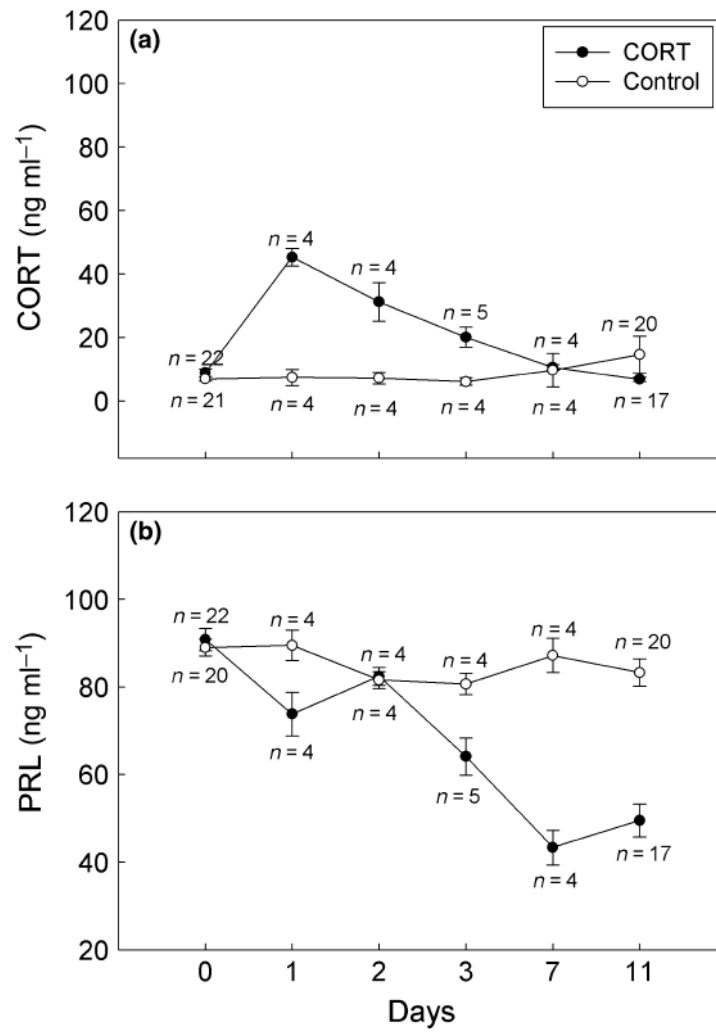 120
(a)
CORT
100
Control
80
CORT (ng ml⁻¹)
60
n = 4
n = 4
40
n = 5
n = 20
20
n = 22
n = 4
0
n = 21
n = 4
n = 4
n = 4
n = 4
n = 17
120
(b)
100
n = 22
n = 4
n = 4
n = 4
n = 4
n = 20
80
n = 20
n = 4
PRL (ng ml⁻¹)
n = 4
60
n = 5
n = 17
40
n = 4
20
0 1 2 3 7 11
Days